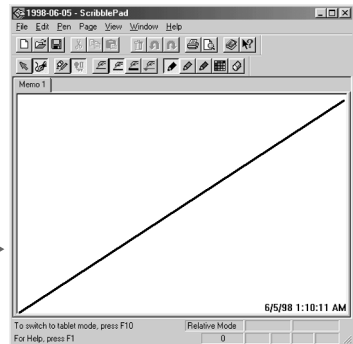 1998-06-05 - ScribblePad
File Edit Pen Page View Window Help
Memo 1
6/5/98 1:10:11 AM
To switch to tablet mode, press F10 Relative Mode
For Help, press F1 0